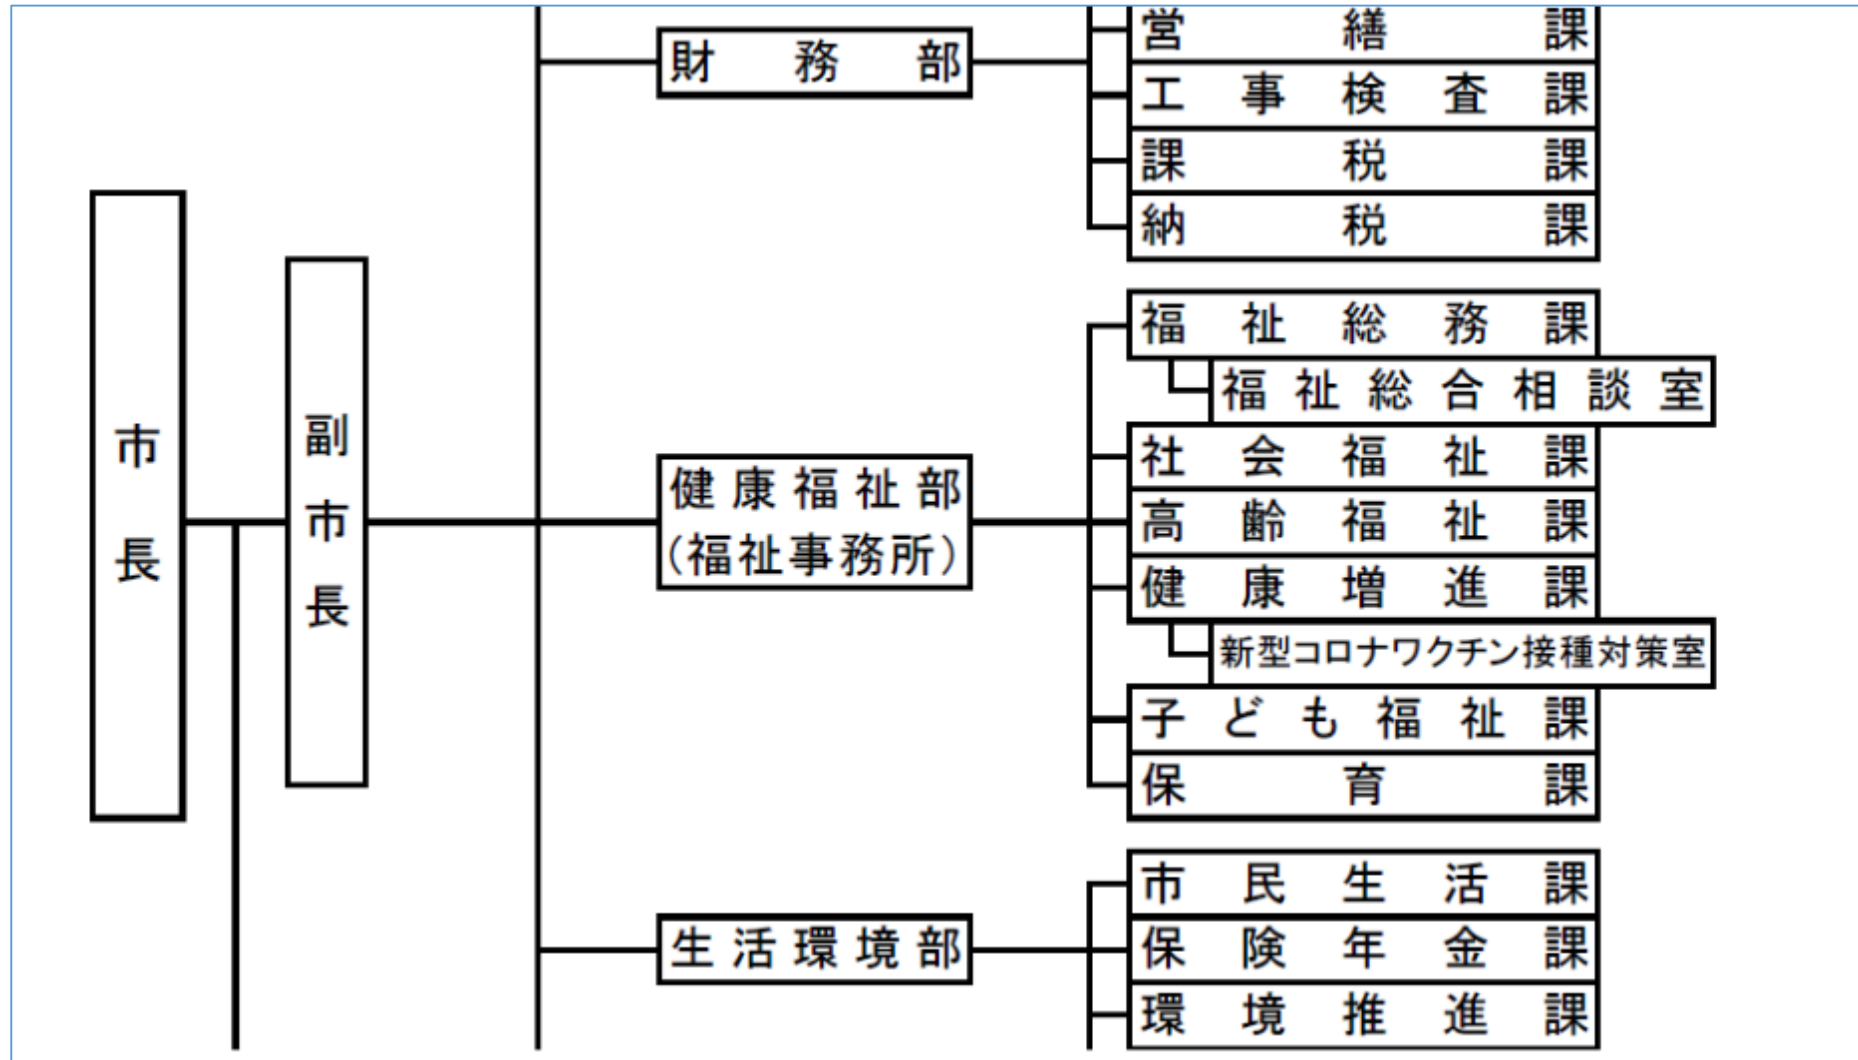 市長
副市長
財務部
営繕課
工事検査課
課税課
納税課
健康福祉部
(福祉事務所)
福祉総務課
福祉総合相談室
社会福祉課
高齢福祉課
健康増進課
新型コロナワクチン接種対策室
子ども福祉課
保育課
生活環境部
市民生活課
保険年金課
環境推進課